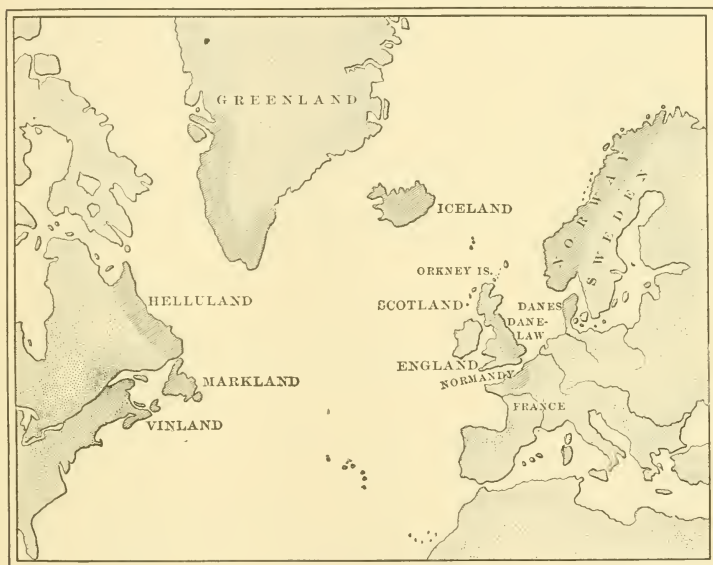 GREENLAND
ICELAND
NORWAY
SWEDEN
ORKNEY IS.
HELLULAND
SCOTLAND
DANES
DANE-
LAW
ENGLAND
NORMANDY
MARKLAND
FRANCE
VINLAND